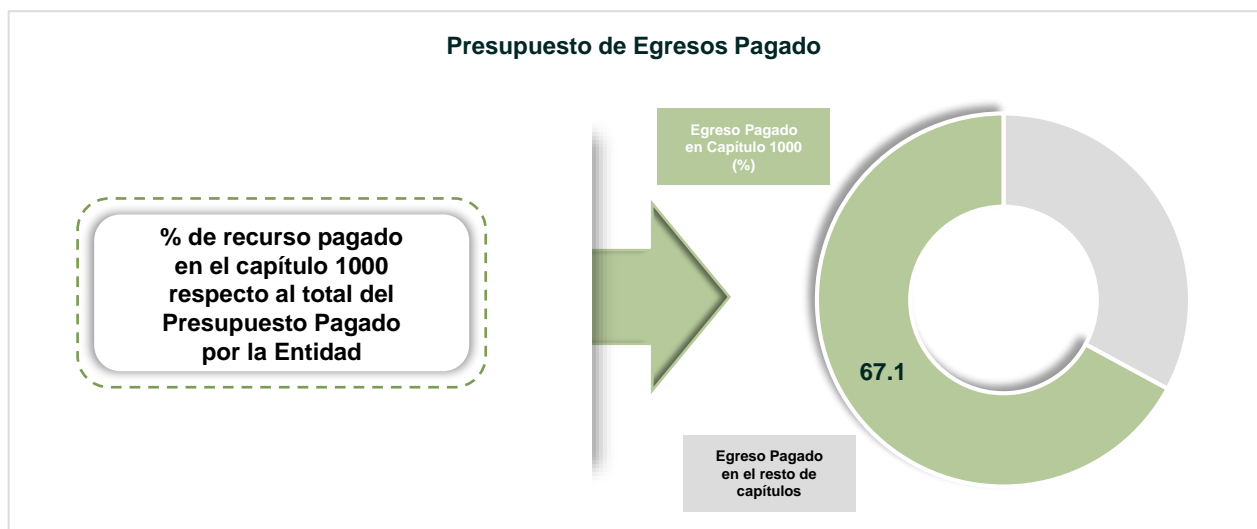 Presupuesto de Egresos Pagado
Egreso Pagado
en Capítulo 1000
(%)
% de recurso pagado
en el capítulo 1000
respecto al total del
Presupuesto Pagado
por la Entidad
67.1
Egreso Pagado
en el resto de
capítulos